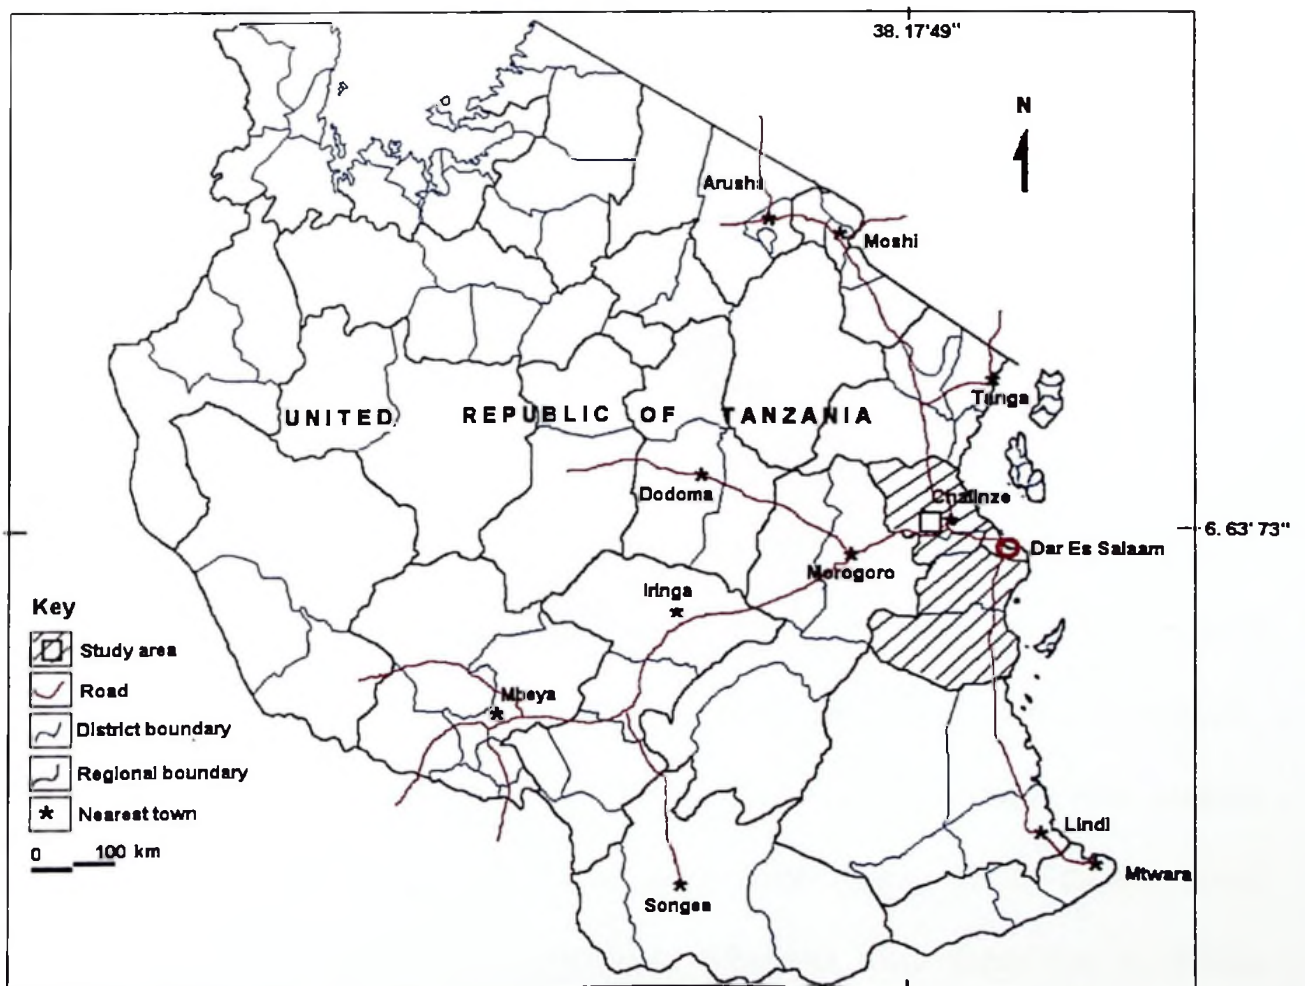 38. 17'49"
N
Arusha
Moshi
Tanga
UNITED REPUBLIC OF TANZANIA
Dodoma
Chalinze
6. 63' 73"
Dar Es Salaam
Morogoro
Iringa
Key
Study area
Road
Mbeya
District boundary
Regional boundary
Nearest town
0 100 km
Lindi
Mtwara
Songea